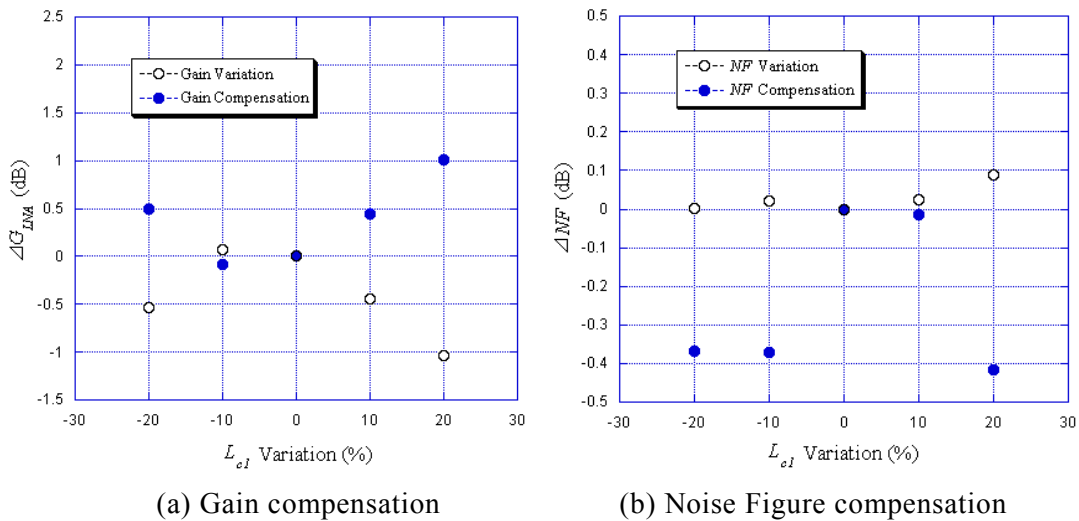 2.5
2
1.5
1
0.5
0
-0.5
-1
-1.5
ΔG_LNA (dB)
Gain Variation
Gain Compensation
-30 -20 -10 0 10 20 30
L_c1 Variation (%)
(a) Gain compensation
0.5
0.4
0.3
0.2
0.1
0
-0.1
-0.2
-0.3
-0.4
-0.5
ΔNF (dB)
NF Variation
NF Compensation
-30 -20 -10 0 10 20 30
L_c1 Variation (%)
(b) Noise Figure compensation